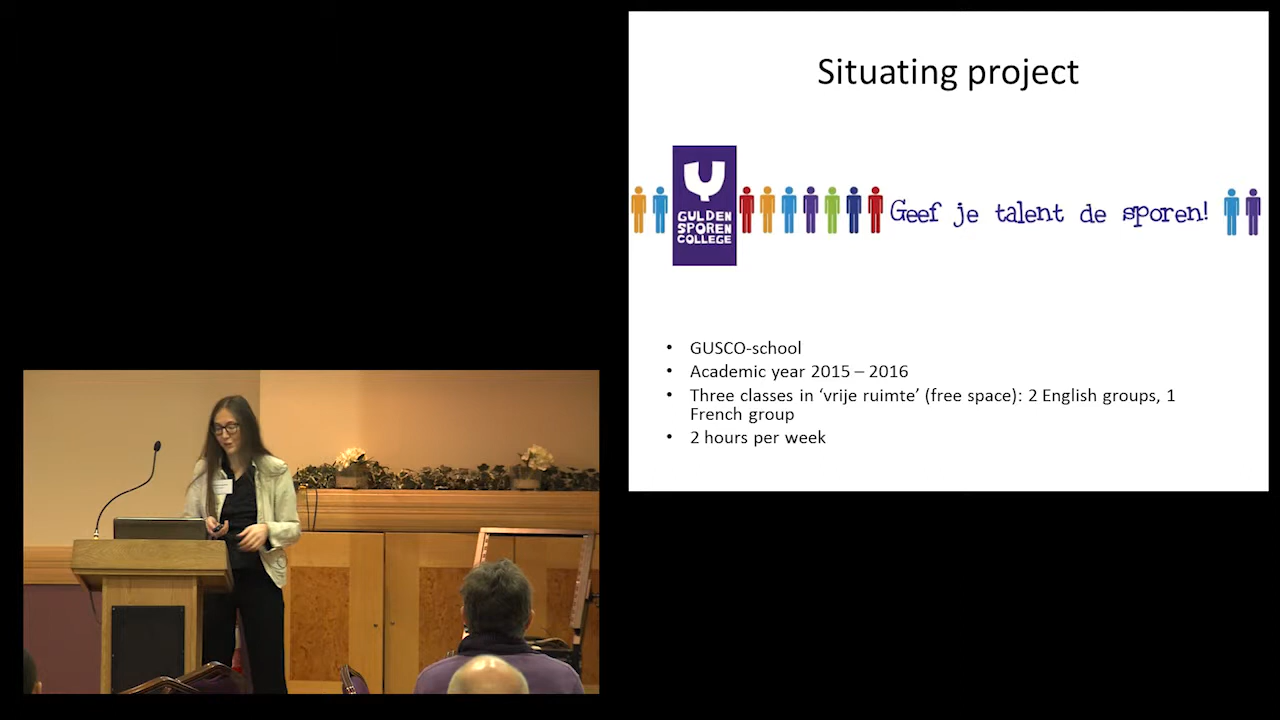 Situating project
GULDEN
SPOREN
COLLEGE
Geef je talent de sporen!
• GUSCO-school
• Academic year 2015 – 2016
• Three classes in ‘vrije ruimte’ (free space): 2 English groups, 1
French group
• 2 hours per week